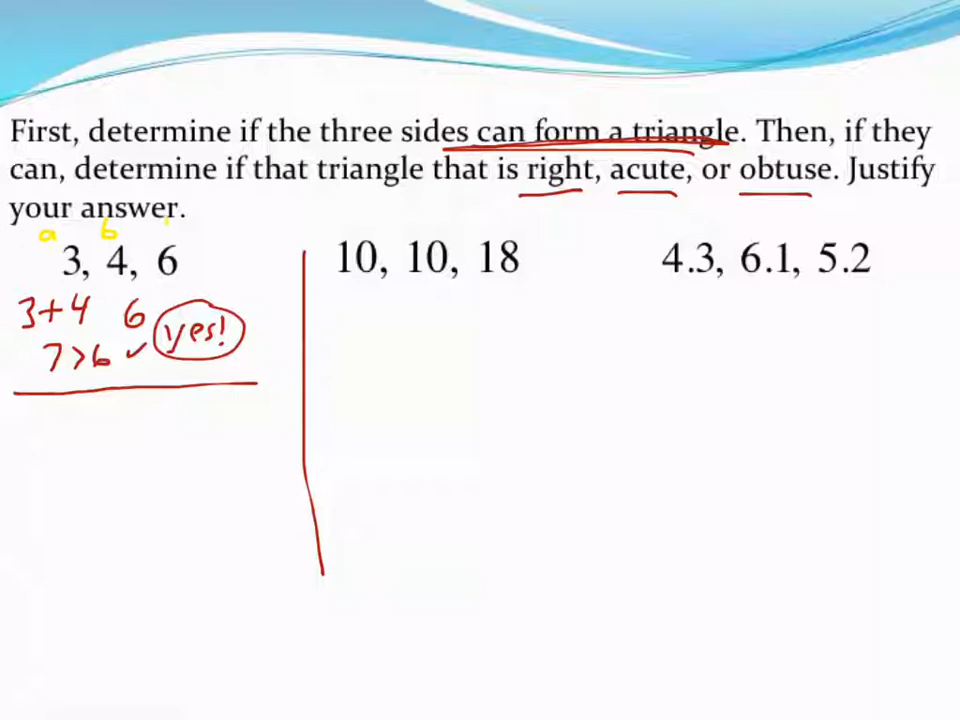 First, determine if the three sides can form a triangle. Then, if they
can, determine if that triangle that is right, acute, or obtuse. Justify
your answer.
a b
3, 4, 6
10, 10, 18
4.3, 6.1, 5.2
3+4 6
7>6 ✓
yes!